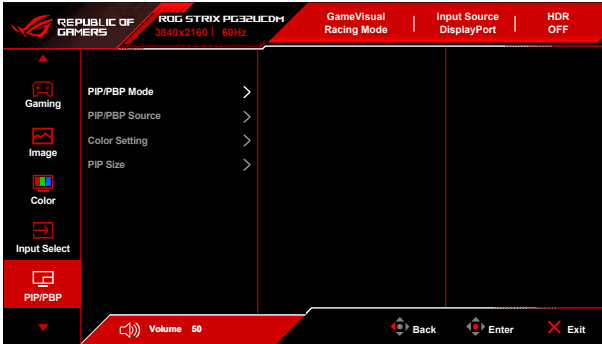 REPUBLIC OF
GAMERS
ROG STRIX PG32UCDM
3840x2160 | 60Hz
GameVisual
Racing Mode
Input Source
DisplayPort
HDR
OFF
Gaming
Image
Color
Input Select
PIP/PBP
PIP/PBP Mode
PIP/PBP Source
Color Setting
PIP Size
Volume 50
Back
Enter
Exit